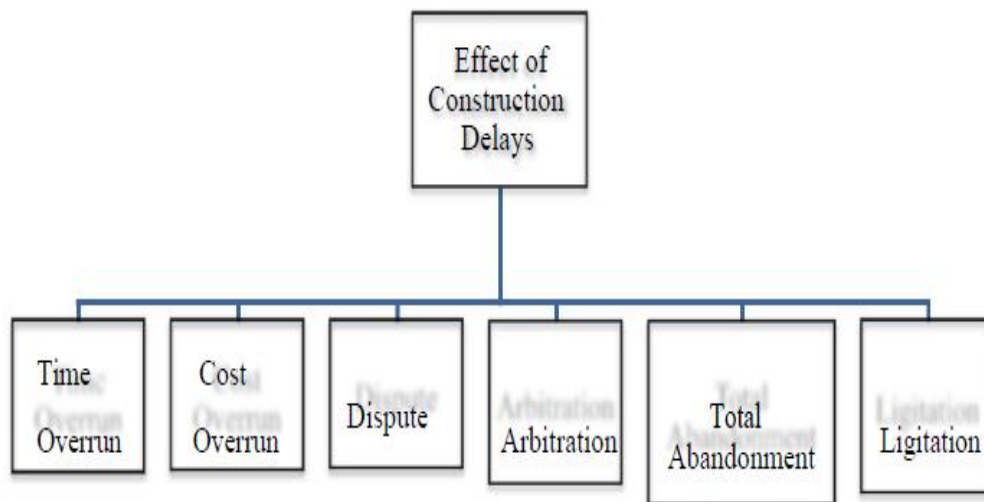 Effect of
Construction
Delays
Time
Overrun
Cost
Overrun
Dispute
Arbitration
Total
Abandonment
Ligitation